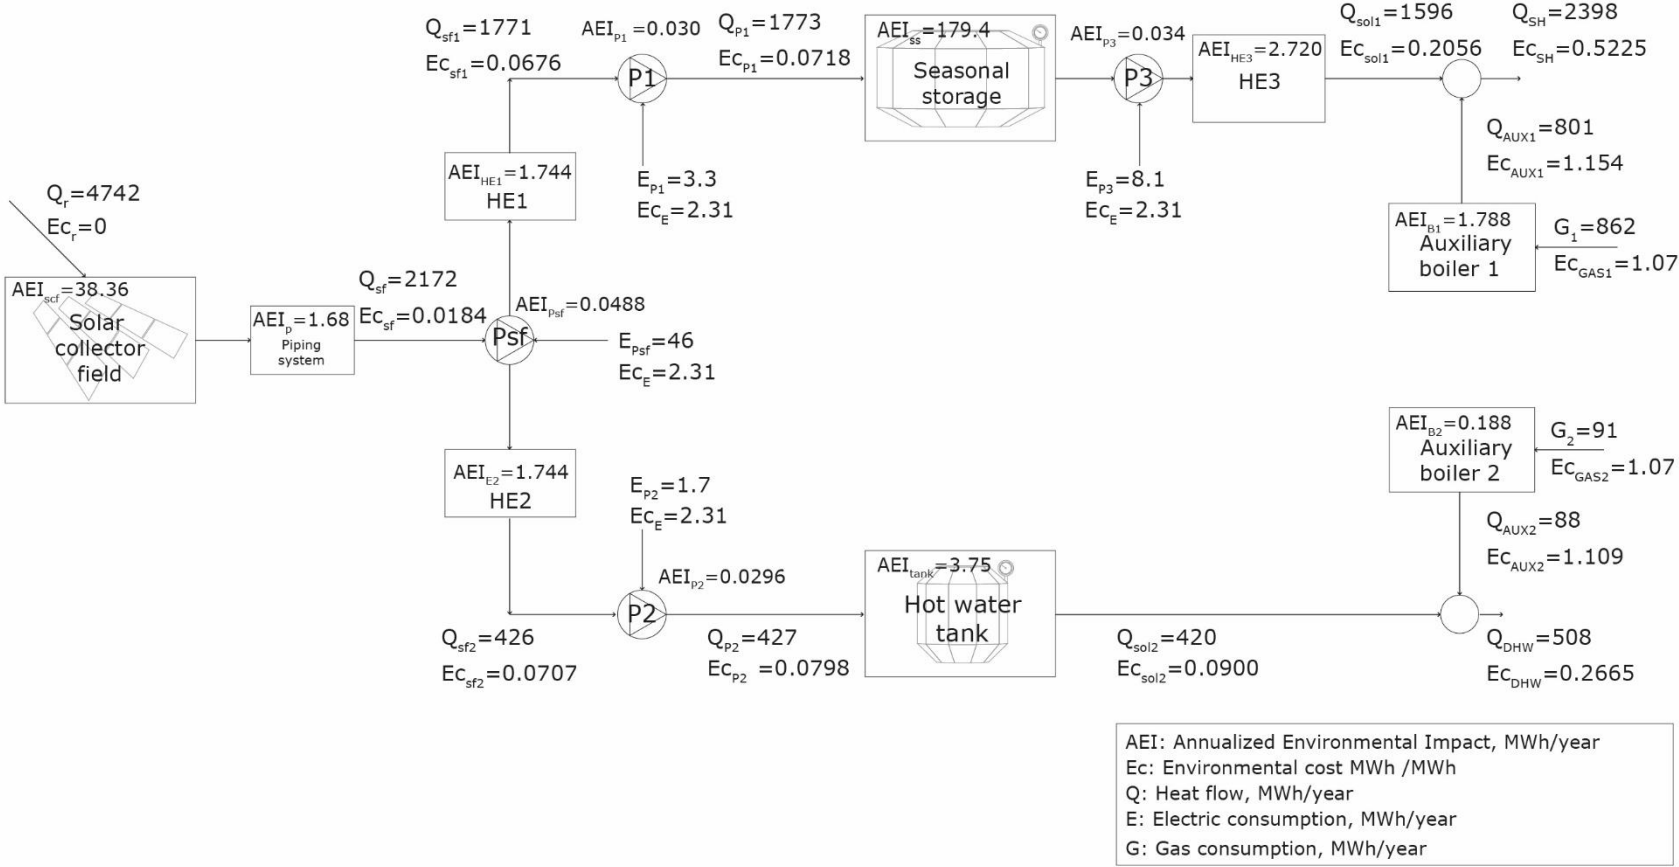 Q_sf1=1771
Ec_sf1=0.0676
AEI_P1=0.030
Q_P1=1773
Ec_P1=0.0718
AEI_ss=179.4
Seasonal
storage
AEI_P3=0.034
Q_sol1=1596
Ec_sol1=0.2056
Q_SH=2398
Ec_SH=0.5225
P1
P3
AEI_HE3=2.720
HE3
E_P1=3.3
Ec_E=2.31
E_P3=8.1
Ec_E=2.31
Q_AUX1=801
Ec_AUX1=1.154
AEI_HE1=1.744
HE1
Q_r=4742
Ec_r=0
AEI_B1=1.788
Auxiliary
boiler 1
G_1=862
Ec_GAS1=1.07
AEI_scf=38.36
Solar
collector
field
AEI_p=1.68
Piping
system
Q_sf=2172
Ec_sf=0.0184
AEI_Psf=0.0488
Psf
E_Psf=46
Ec_E=2.31
AEI_E2=1.744
HE2
E_P2=1.7
Ec_E=2.31
AEI_P2=0.0296
P2
Q_sf2=426
Ec_sf2=0.0707
Q_P2=427
Ec_P2 =0.0798
AEI_tank=3.75
Hot water
tank
Q_sol2=420
Ec_sol2=0.0900
AEI_B2=0.188
Auxiliary
boiler 2
G_2=91
Ec_GAS2=1.07
Q_AUX2=88
Ec_AUX2=1.109
Q_DHW=508
Ec_DHW=0.2665
AEI: Annualized Environmental Impact, MWh/year
Ec: Environmental cost MWh /MWh
Q: Heat flow, MWh/year
E: Electric consumption, MWh/year
G: Gas consumption, MWh/year